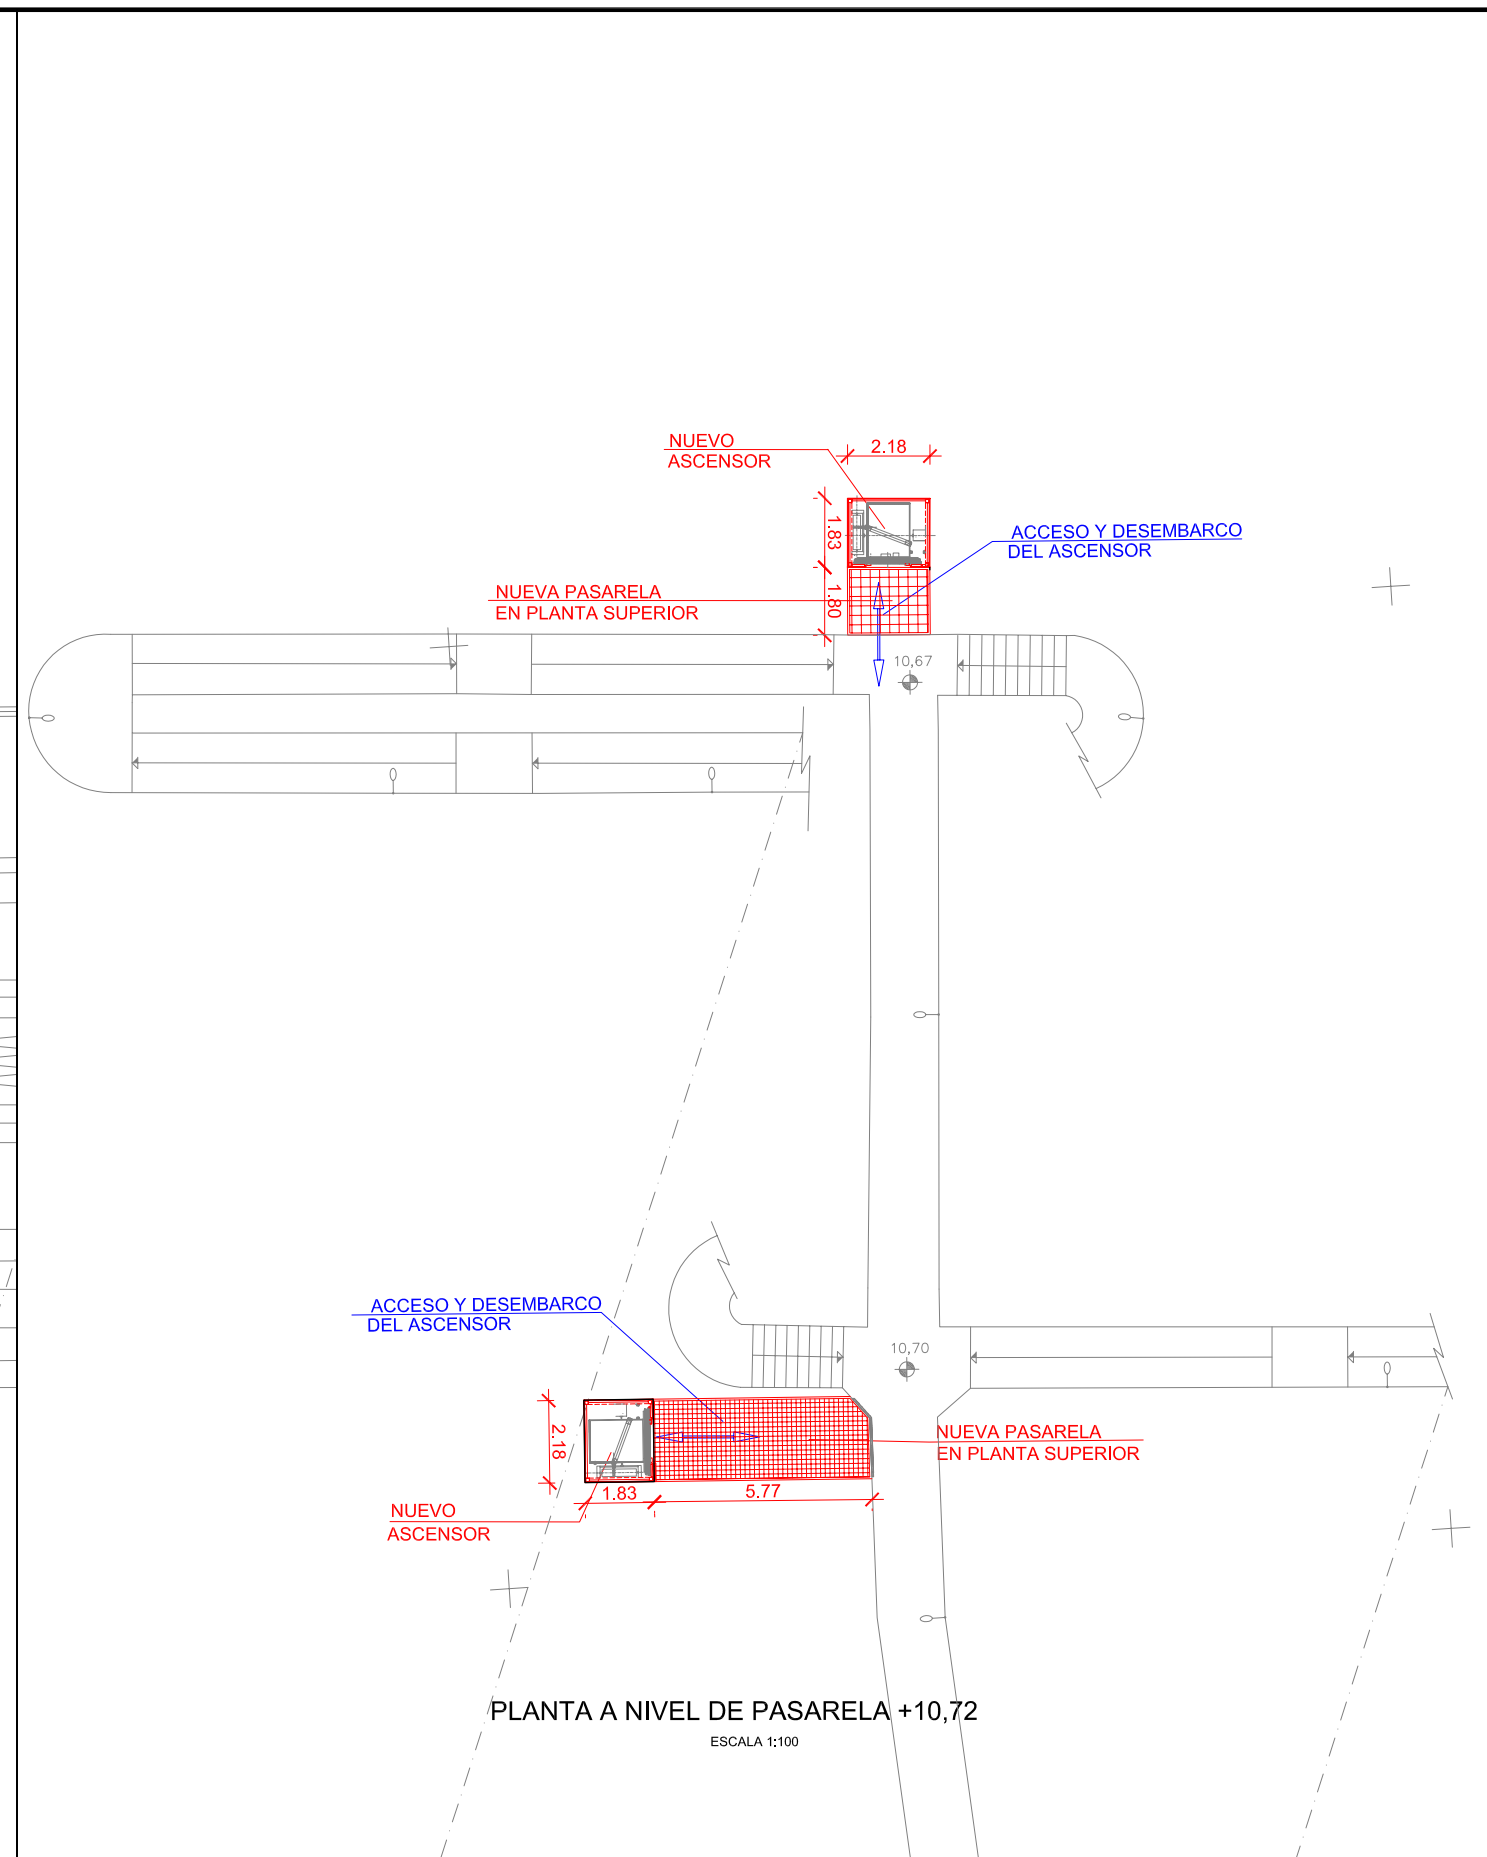 NUEVO
ASCENSOR
2.18
1.83
ACCESO Y DESEMBARCO
DEL ASCENSOR
NUEVA PASARELA
EN PLANTA SUPERIOR
1.80
10,67
ACCESO Y DESEMBARCO
DEL ASCENSOR
10,70
2.18
NUEVA PASARELA
EN PLANTA SUPERIOR
1.83
5.77
NUEVO
ASCENSOR
PLANTA A NIVEL DE PASARELA +10,72
ESCALA 1:100